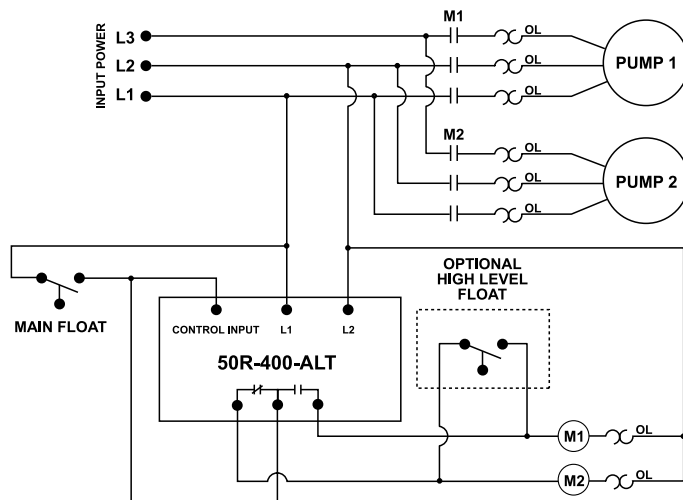 M1
L3
OL
INPUT POWER
L2
OL
PUMP 1
L1
OL
M2
OL
OL
PUMP 2
OL
OPTIONAL
HIGH LEVEL
FLOAT
MAIN FLOAT
CONTROL INPUT
L1
L2
50R-400-ALT
M1
OL
M2
OL